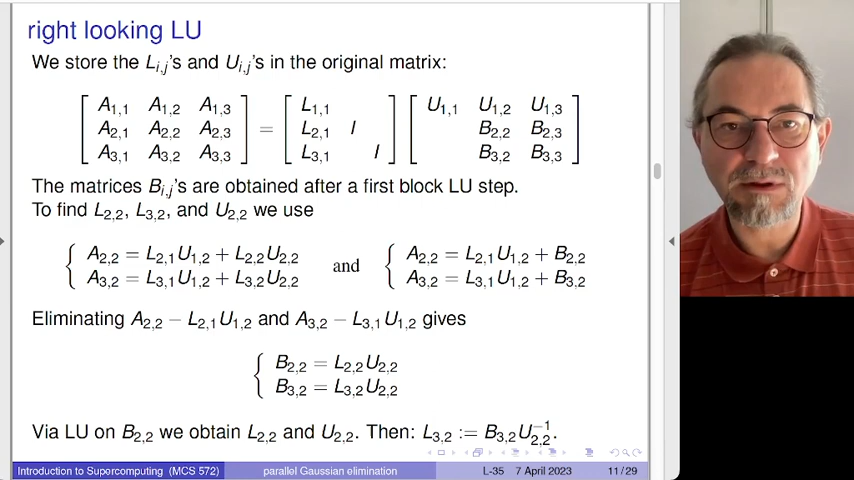 right looking LU
We store the L_{i,j}'s and U_{i,j}'s in the original matrix:
[ A_{1,1} A_{1,2} A_{1,3} ] [ L_{1,1} ] [ U_{1,1} U_{1,2} U_{1,3} ]
[ A_{2,1} A_{2,2} A_{2,3} ] = [ L_{2,1} I ] [ B_{2,2} B_{2,3} ]
[ A_{3,1} A_{3,2} A_{3,3} ] [ L_{3,1} I ] [ B_{3,2} B_{3,3} ]
The matrices B_{i,j}'s are obtained after a first block LU step.
To find L_{2,2}, L_{3,2}, and U_{2,2} we use
{ A_{2,2} = L_{2,1}U_{1,2} + L_{2,2}U_{2,2} and { A_{2,2} = L_{2,1}U_{1,2} + B_{2,2}
A_{3,2} = L_{3,1}U_{1,2} + L_{3,2}U_{2,2} A_{3,2} = L_{3,1}U_{1,2} + B_{3,2}
Eliminating A_{2,2} − L_{2,1}U_{1,2} and A_{3,2} − L_{3,1}U_{1,2} gives
{ B_{2,2} = L_{2,2}U_{2,2}
B_{3,2} = L_{3,2}U_{2,2}
Via LU on B_{2,2} we obtain L_{2,2} and U_{2,2}. Then: L_{3,2} := B_{3,2}U_{2,2}^{−1}.
Introduction to Supercomputing (MCS 572) parallel Gaussian elimination L-35 7 April 2023 11 / 29